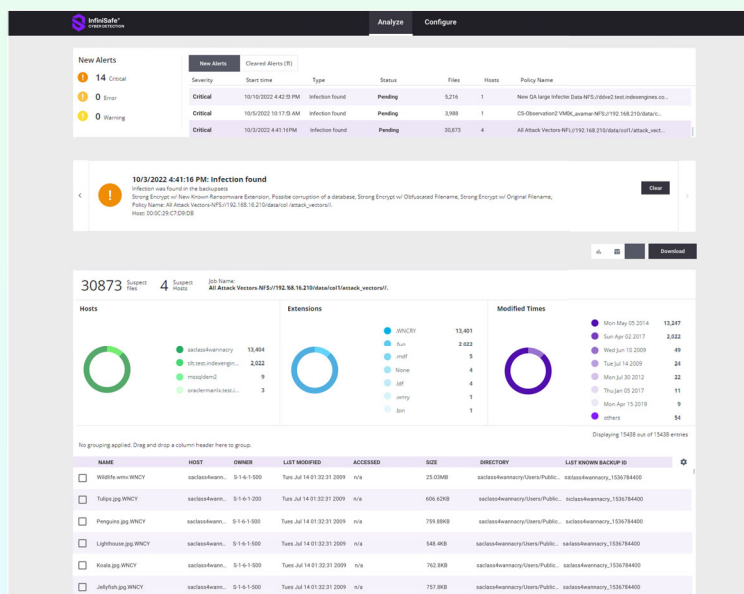 InfiniSafe®
CYBER DETECTION
Analyze Configure
New Alerts
14 Critical
0 Error
0 Warning
New Alerts Cleared Alerts
Severity Start time Type Status Files Hosts Policy Name
Critical 10/10/2022 PM Infection found Pending 5,216 1 New QA large Infectie Data-NFS://ddve2.test.indexengines.co...
Critical 10/5/2022 AM Infection found Pending 3,988 1 CS-Observation2 VMDK_avamar-NFS://192.168.210/data/c...
Critical 10/3/2022 4:41:16PM Infection found Pending 30,873 4 All Attack Vectors-NFS//192.168.210/data/col1/attack_vect...
10/3/2022 4:41:16 PM: Infection found
Infection was found in the backupsets
Strong Encrypt w/ New Known Ransomware Extension, Possible corruption of a database, Strong Encrypt w/ Obfuscated Filename, Strong Encrypt w/ Original Filename,
Policy Name: All Attack Vectors-NFS://192.168.16.210/data/col /attack_vectors//.
Host: 00:0C:29:C7:D9:DB
Clear
Download
30873 Suspect files 4 Suspect Hosts Job Name:
All Attack Vectors-NFS://192.168.16.210/data/col1/attack_vectors//.
Hosts
saclass4wannacry 13,404
slt.test.indexengin... 2,022
mssqldem2 9
oraclermanix.test.i... 3
Extensions
.WNCRY 13,401
.fun 2 022
.mdf 5
None 4
.ldf 4
.wnry 1
.bin 1
Modified Times
Mon May 05 2014 13,247
Sun Apr 02 2017 2,022
Wed Jun 10 2009 49
Tue Jul 14 2009 24
Mon Jul 30 2012 22
Thu Jan 05 2017 11
Mon Apr 15 2019 9
others 54
Displaying 15438 out of 15438 entries
No grouping applied. Drag and drop a column header here to group.
NAME HOST OWNER LAST MODIFIED ACCESSED SIZE DIRECTORY LAST KNOWN BACKUP ID
Wildlife.wmv.WNCY saclass4wann... S-1-6-1-500 Tues Jul 14 01:32:31 2009 n/a 25.03MB saclass4wannacry/Users/Public... saclass4wannacry_1536784400
Tulips.jpg.WNCY saclass4wann... S-1-6-1-200 Tues Jul 14 01:32:31 2009 n/a 606.62KB saclass4wannacry/Users/Public... saclass4wannacry_1536784400
Penguins.jpg.WNCY saclass4wann... S-1-6-1-500 Tues Jul 14 01:32:31 2009 n/a 759.88KB saclass4wannacry/Users/Public... saclass4wannacry_1536784400
Lighthouse.jpg.WNCY saclass4wann... S-1-6-1-500 Tues Jul 14 01:32:31 2009 n/a 548.4KB saclass4wannacry/Users/Public... saclass4wannacry_1536784400
Koala.jpg.WNCY saclass4wann... S-1-6-1-500 Tues Jul 14 01:32:31 2009 n/a 762.8KB saclass4wannacry/Users/Public... saclass4wannacry_1536784400
Jellyfish.jpg.WNCY saclass4wann... S-1-6-1-500 Tues Jul 14 01:32:31 2009 n/a 757.8KB saclass4wannacry/Users/Public... saclass4wannacry_1536784400